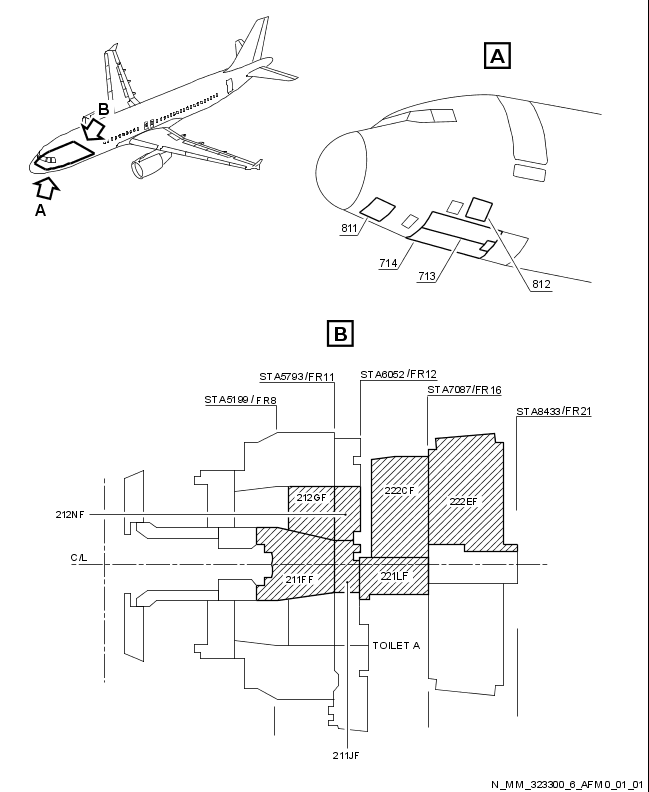 B
A
A
811
714
713
812
B
STA5793/FR11
STA6052/FR12
STA7087/FR16
STA5199/FR8
STA8433/FR21
212GF
222CF
222EF
212NF
C/L
211FF
221LF
TOILET A
211JF
N_MM_323300_6_AFM0_01_01